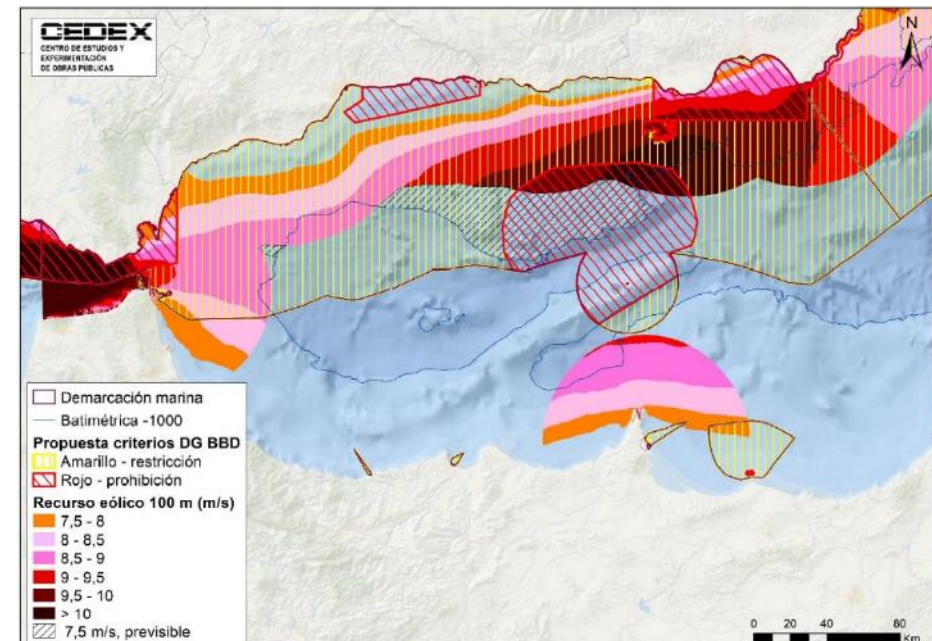 CEDEX
CENTRO DE ESTUDIOS Y
EXPERIMENTACIÓN
DE OBRAS PÚBLICAS
N
Demarcación marina
Batimétrica -1000
Propuesta criterios DG BBD
Amarillo - restricción
Rojo - prohibición
Recurso eólico 100 m (m/s)
7,5 - 8
8 - 8,5
8,5 - 9
9 - 9,5
9,5 - 10
> 10
7,5 m/s, previsible
0 20 40 60
Km